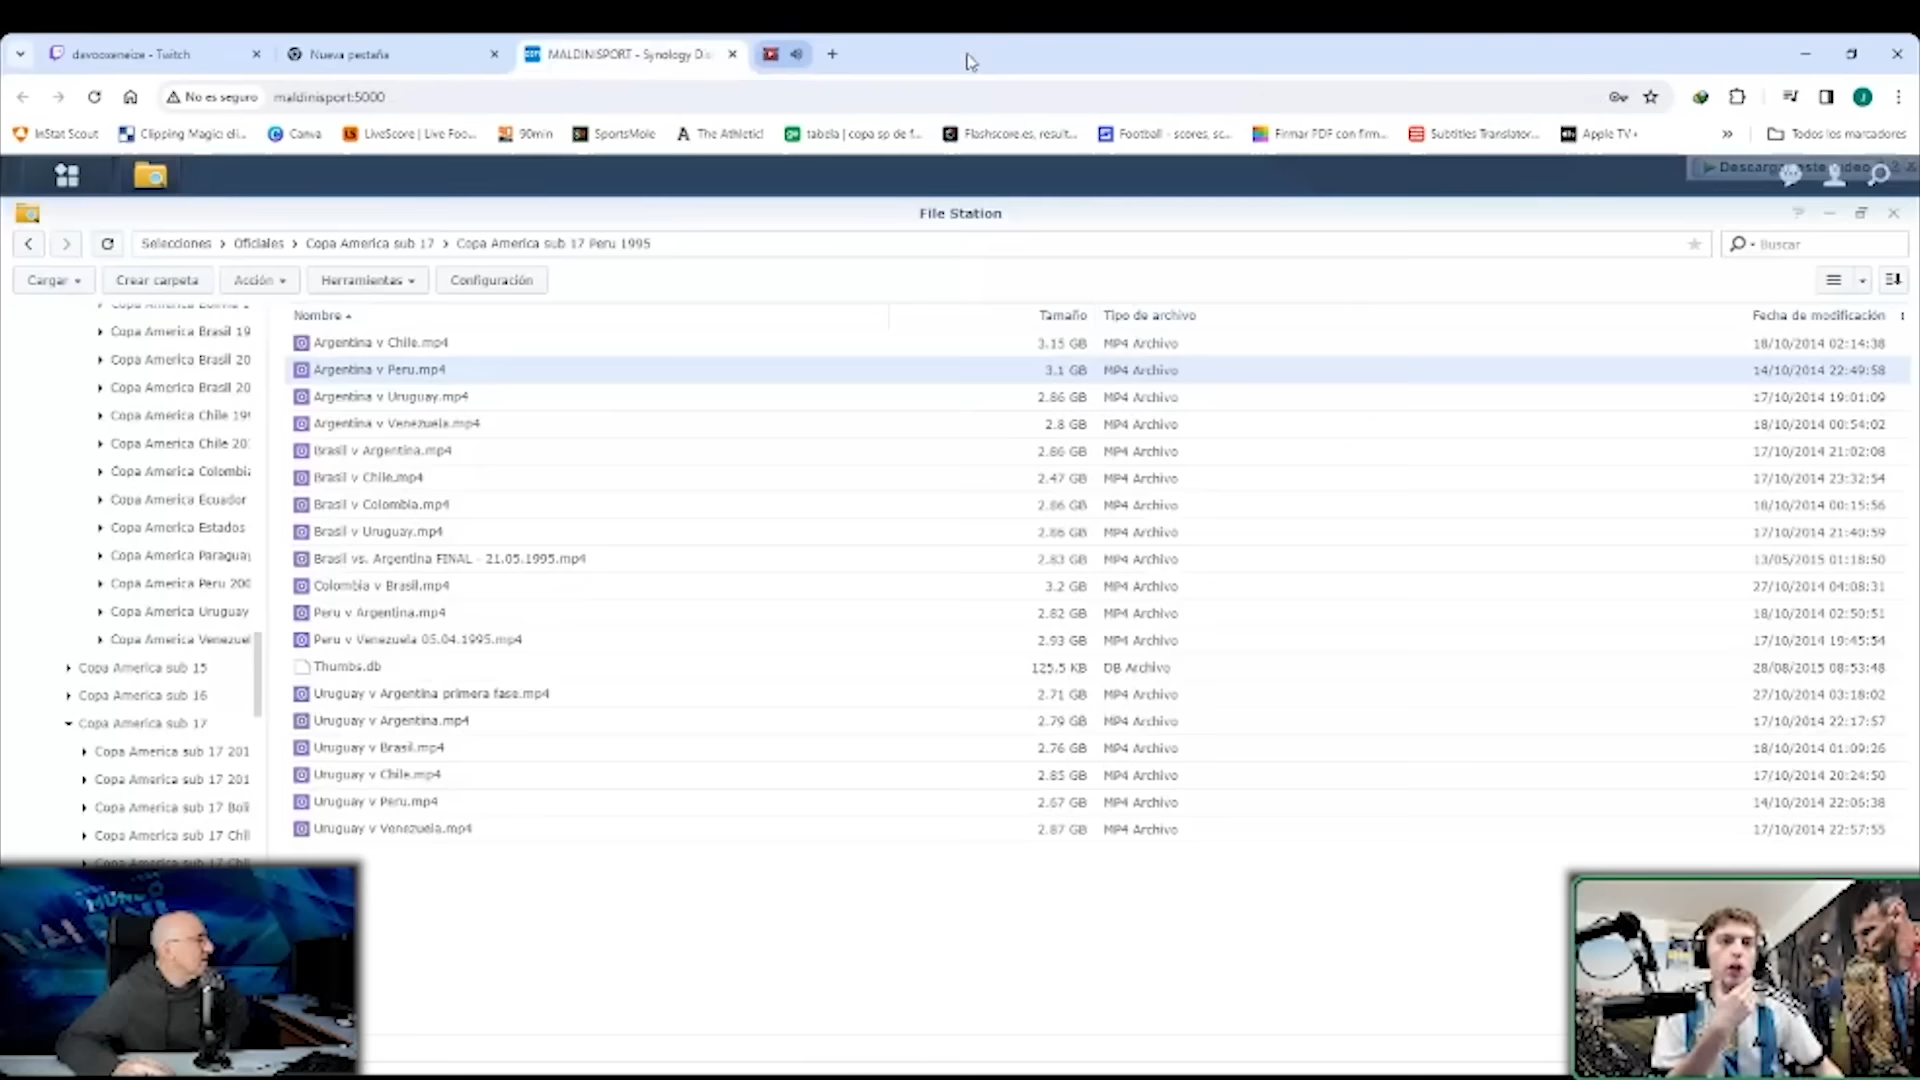 davooxeneize - Twitch
Nueva pestaña
MALDINISPORT - Synology Dis
No es seguro
maldinisport:5000
InStat Scout
Clipping Magic: eli...
Canva
LiveScore | Live Foo...
90min
SportsMole
The Athletic!
tabela | copa sp de f...
Flashscore.es, result...
Football - scores, sc...
Firmar PDF con firm...
Subtitles Translator...
Apple TV+
Todos los marcadores
File Station
Selecciones > Oficiales > Copa America sub 17 > Copa America sub 17 Peru 1995
Buscar
Cargar
Crear carpeta
Acción
Herramientas
Configuración
Copa America Brasil 19
Copa America Brasil 20
Copa America Brasil 20
Copa America Chile 19
Copa America Chile 20
Copa America Colombia
Copa America Ecuador
Copa America Estados
Copa America Paraguay
Copa America Peru 200
Copa America Uruguay
Copa America Venezuel
Copa America sub 15
Copa America sub 16
Copa America sub 17
Copa America sub 17 201
Copa America sub 17 201
Copa America sub 17 Boli
Copa America sub 17 Chil
Nombre Tamaño Tipo de archivo Fecha de modificación
Argentina v Chile.mp4 3.15 GB MP4 Archivo 18/10/2014 02:14:38
Argentina v Peru.mp4 3.1 GB MP4 Archivo 14/10/2014 22:49:58
Argentina v Uruguay.mp4 2.86 GB MP4 Archivo 17/10/2014 19:01:09
Argentina v Venezuela.mp4 2.8 GB MP4 Archivo 18/10/2014 00:54:02
Brasil v Argentina.mp4 2.86 GB MP4 Archivo 17/10/2014 21:02:08
Brasil v Chile.mp4 2.47 GB MP4 Archivo 17/10/2014 23:32:54
Brasil v Colombia.mp4 2.86 GB MP4 Archivo 18/10/2014 00:15:56
Brasil v Uruguay.mp4 2.86 GB MP4 Archivo 17/10/2014 21:40:59
Brasil vs. Argentina FINAL - 21.05.1995.mp4 2.83 GB MP4 Archivo 13/05/2015 01:18:50
Colombia v Brasil.mp4 3.2 GB MP4 Archivo 27/10/2014 04:08:31
Peru v Argentina.mp4 2.82 GB MP4 Archivo 18/10/2014 02:50:51
Peru v Venezuela 05.04.1995.mp4 2.93 GB MP4 Archivo 17/10/2014 19:45:54
Thumbs.db 125.5 KB DB Archivo 28/08/2015 08:53:48
Uruguay v Argentina primera fase.mp4 2.71 GB MP4 Archivo 27/10/2014 03:18:02
Uruguay v Argentina.mp4 2.79 GB MP4 Archivo 17/10/2014 22:17:57
Uruguay v Brasil.mp4 2.76 GB MP4 Archivo 18/10/2014 01:09:26
Uruguay v Chile.mp4 2.85 GB MP4 Archivo 17/10/2014 20:24:50
Uruguay v Peru.mp4 2.67 GB MP4 Archivo 14/10/2014 22:06:38
Uruguay v Venezuela.mp4 2.87 GB MP4 Archivo 17/10/2014 22:57:55
MUNDO